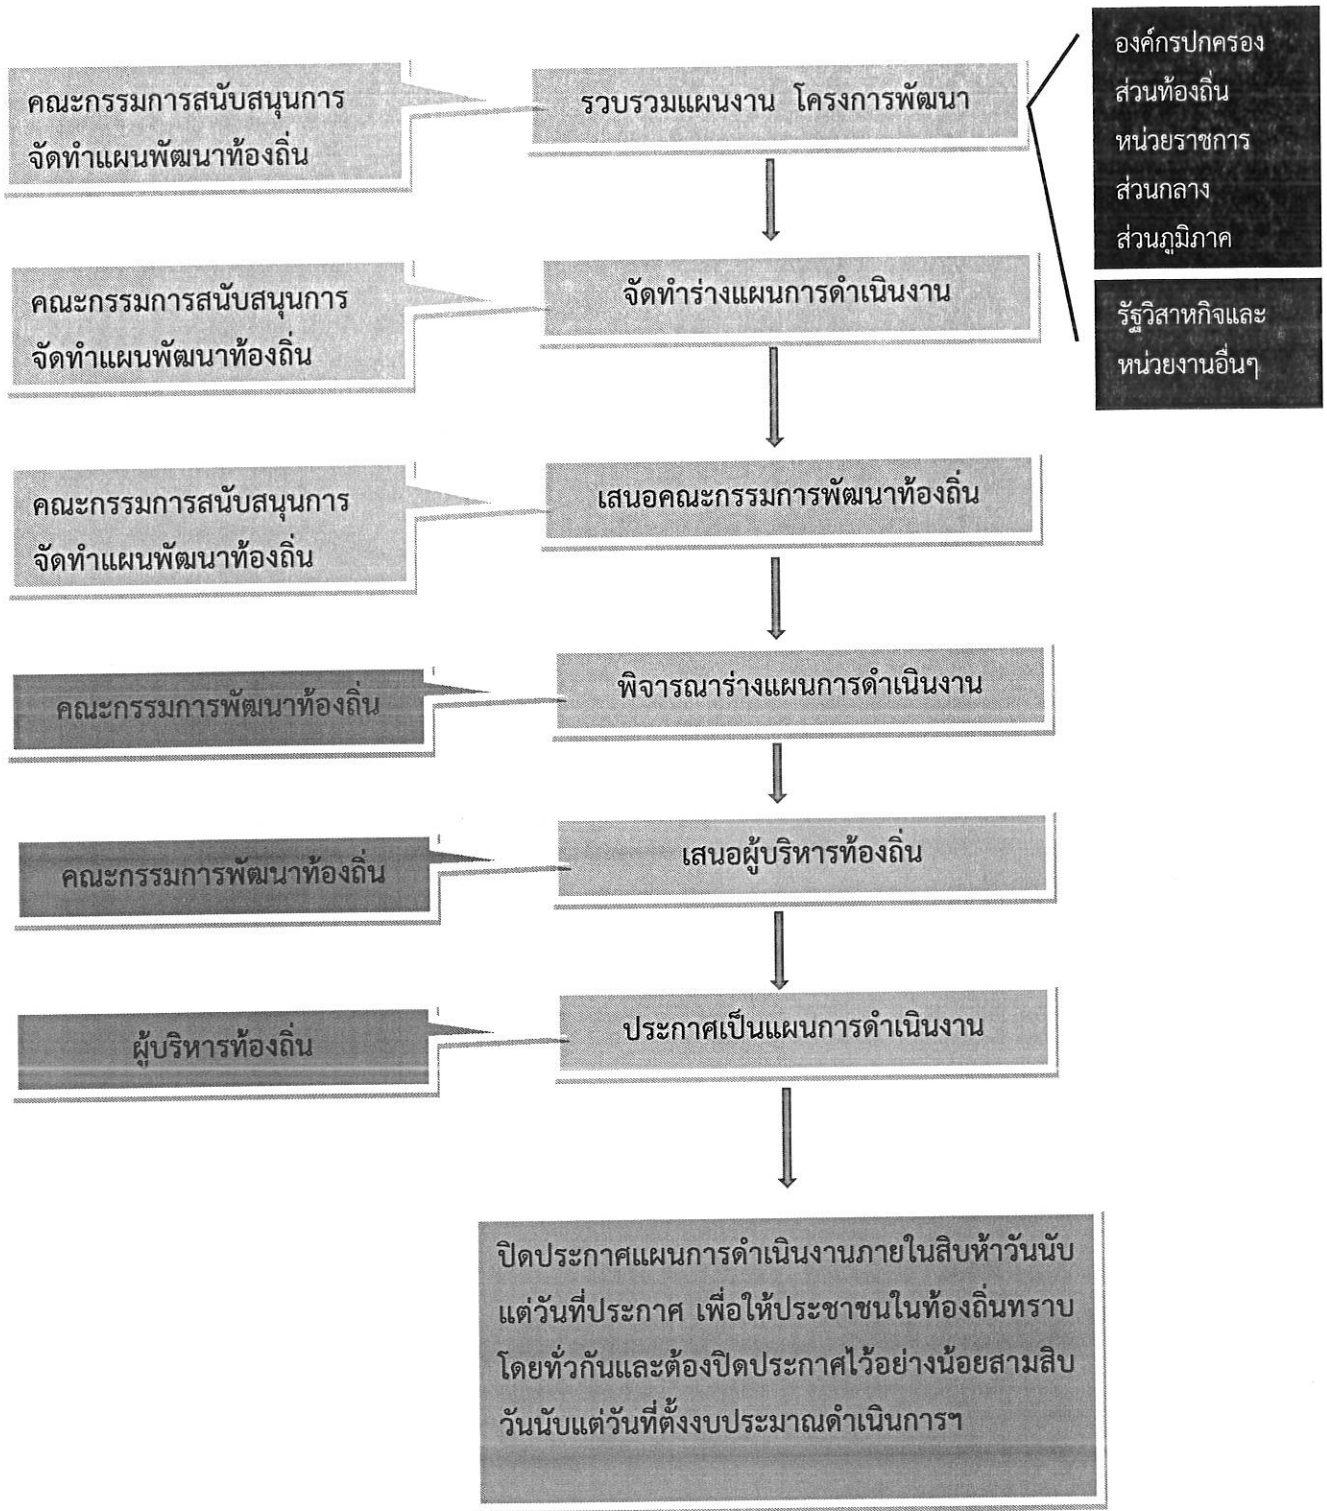 คณะกรรมการสนับสนุนการ
จัดทำแผนพัฒนาท้องถิ่น
รวบรวมแผนงาน โครงการพัฒนา
องค์กรปกครอง
ส่วนท้องถิ่น
หน่วยราชการ
ส่วนกลาง
ส่วนภูมิภาค
รัฐวิสาหกิจและ
หน่วยงานอื่นๆ
คณะกรรมการสนับสนุนการ
จัดทำแผนพัฒนาท้องถิ่น
จัดทำร่างแผนการดำเนินงาน
คณะกรรมการสนับสนุนการ
จัดทำแผนพัฒนาท้องถิ่น
เสนอคณะกรรมการพัฒนาท้องถิ่น
คณะกรรมการพัฒนาท้องถิ่น
พิจารณาร่างแผนการดำเนินงาน
คณะกรรมการพัฒนาท้องถิ่น
เสนอผู้บริหารท้องถิ่น
ผู้บริหารท้องถิ่น
ประกาศเป็นแผนการดำเนินงาน
ปิดประกาศแผนการดำเนินงานภายในสิบห้าวันนับ
แต่วันที่ประกาศ เพื่อให้ประชาชนในท้องถิ่นทราบ
โดยทั่วกันและต้องปิดประกาศไว้อย่างน้อยสามสิบ
วันนับแต่วันที่ตั้งงบประมาณดำเนินการฯ